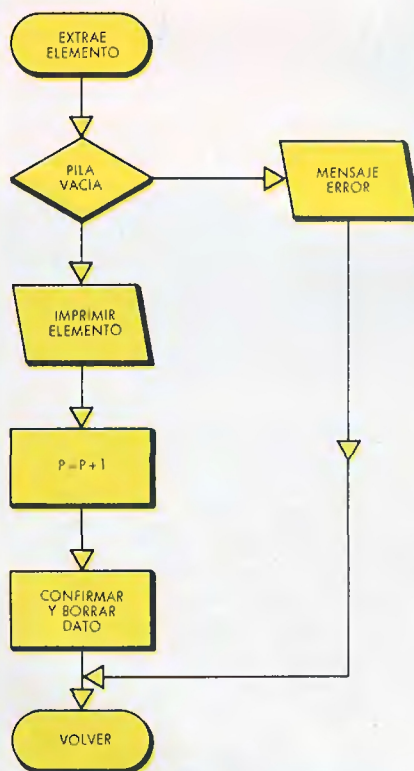 EXTRAE
ELEMENTO
PILA
VACIA
MENSAJE
ERROR
IMPRIMIR
ELEMENTO
P=P+1
CONFIRMAR
Y BORRAR
DATO
VOLVER